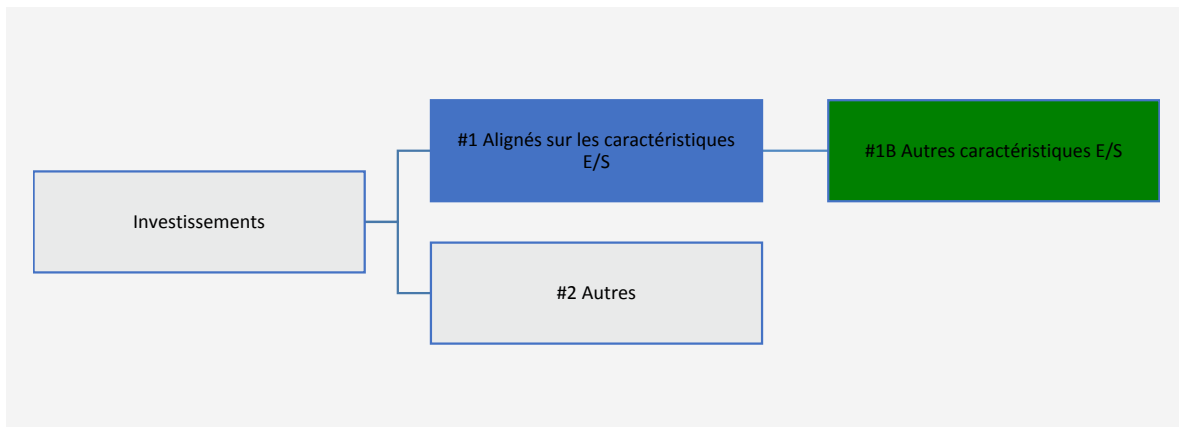 #1 Alignés sur les caractéristiques
E/S
#1B Autres caractéristiques E/S
Investissements
#2 Autres